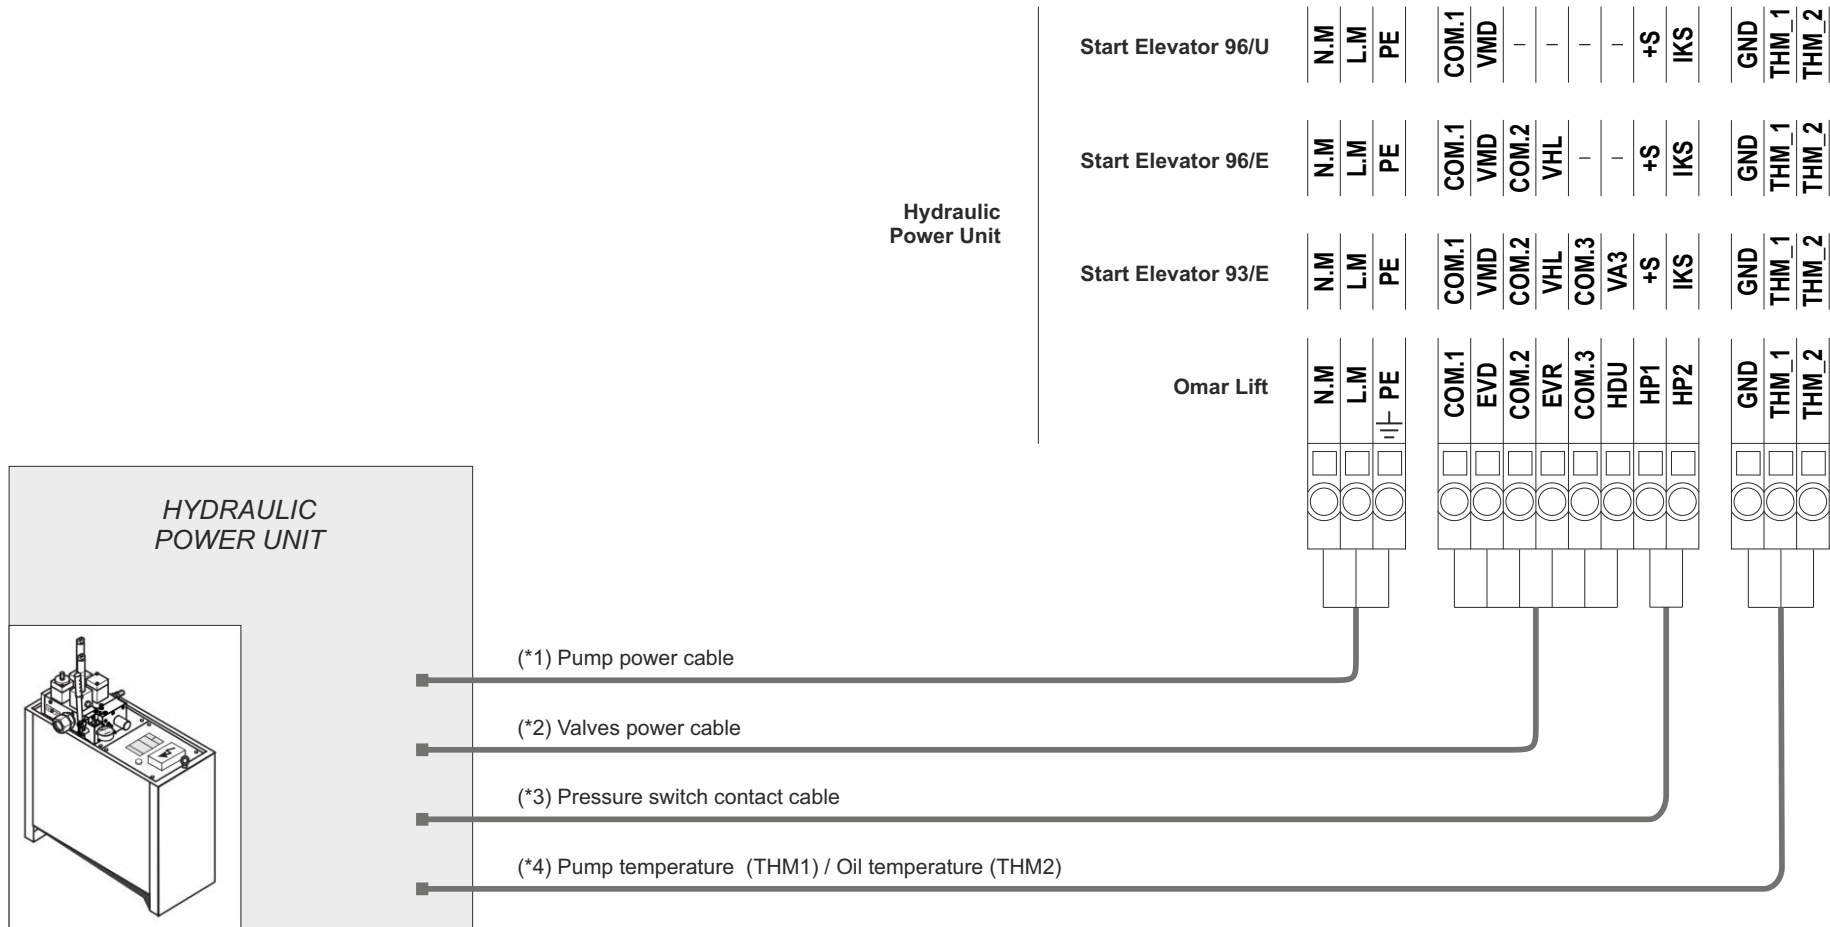 Start Elevator 96/U
N.M L.M PE COM.1 VMD – – – – +S IKS GND THM_1 THM_2
Start Elevator 96/E
N.M L.M PE COM.1 VMD COM.2 VHL – – +S IKS GND THM_1 THM_2
Hydraulic
Power Unit
Start Elevator 93/E
N.M L.M PE COM.1 VMD COM.2 VHL COM.3 VA3 +S IKS GND THM_1 THM_2
Omar Lift
N.M L.M PE COM.1 EVD COM.2 EVR COM.3 HDU HP1 HP2 GND THM_1 THM_2
HYDRAULIC
POWER UNIT
(*1) Pump power cable
(*2) Valves power cable
(*3) Pressure switch contact cable
(*4) Pump temperature (THM1) / Oil temperature (THM2)